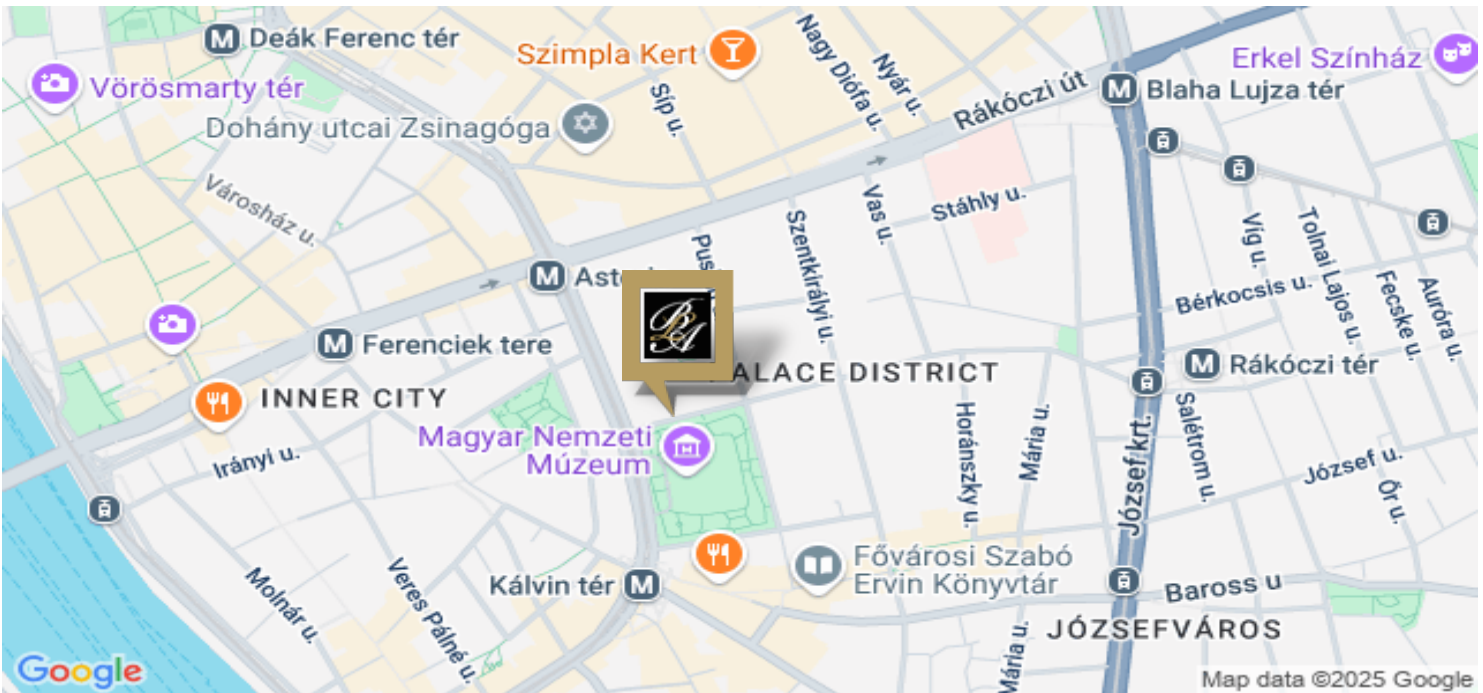 Deák Ferenc tér
Szimpla Kert
Nagy Diófa u.
Nyár u.
Erkel Színház
Vörösmarty tér
Síp u.
Rákóczi út
Blaha Lujza tér
Dohány utcai Zsinagóga
Városház u.
Vas u.
Stáhly u.
Szentkirályi u.
Víg u.
Tolnai Lajos u.
Fecske u.
Auróra u.
Bérkocsis u.
Ferenciek tere
Rákóczi tér
INNER CITY
DISTRICT
Magyar Nemzeti
Múzeum
Horánszky u.
Mária u.
József krt.
Salétrom u.
József u.
Őr u.
Irányi u.
Kálvin tér
Fővárosi Szabó
Ervin Könyvtár
Baross u
Molnár u.
Veres Pálné u.
Mária u.
JÓZSEFVÁROS
Google
Map data ©2025 Google